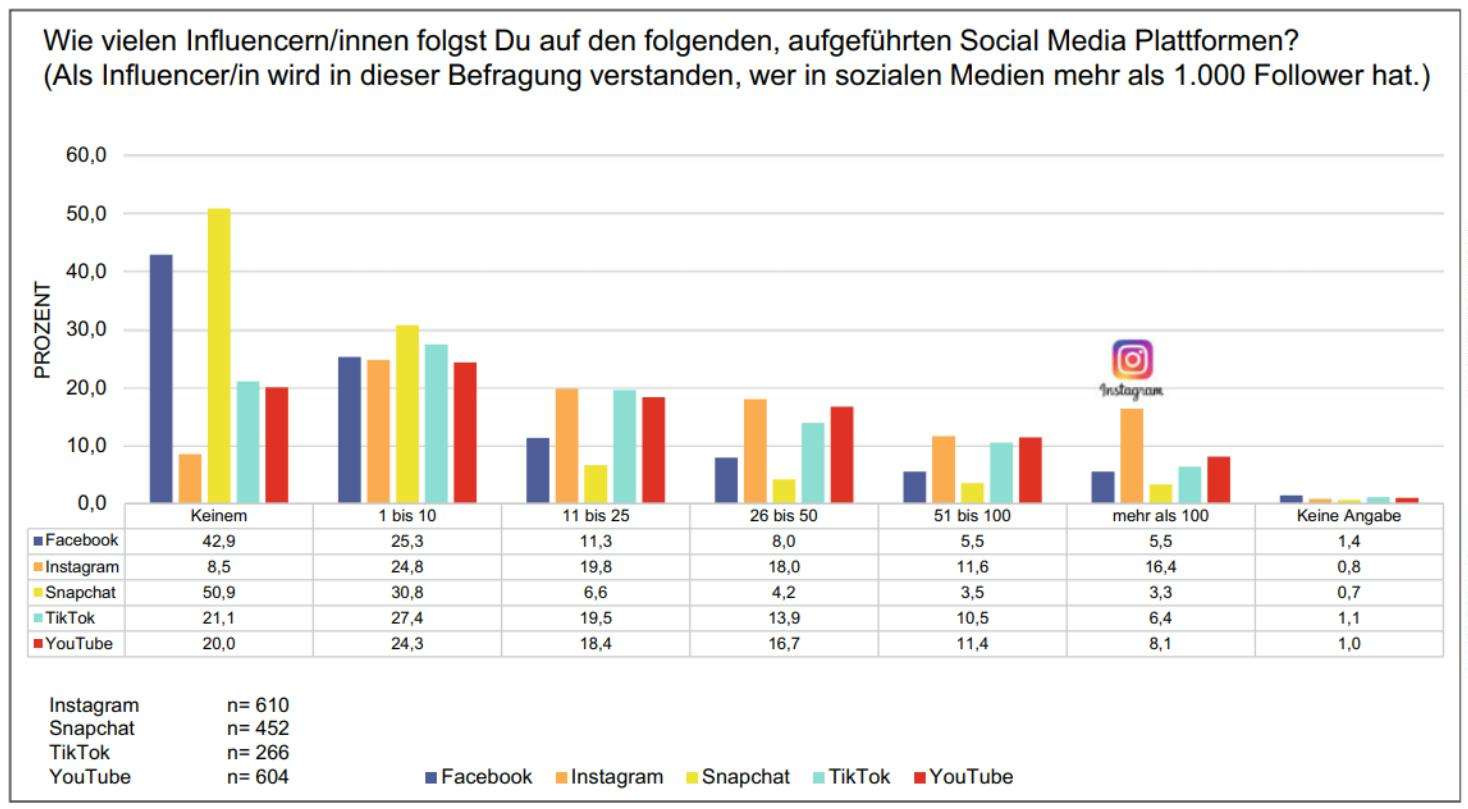 Wie vielen Influencern/innen folgst Du auf den folgenden, aufgeführten Social Media Plattformen?
(Als Influencer/in wird in dieser Befragung verstanden, wer in sozialen Medien mehr als 1.000 Follower hat.)
60,0
50,0
40,0
30,0
20,0
10,0
0,0
PROZENT
Instagram
Keinem 1 bis 10 11 bis 25 26 bis 50 51 bis 100 mehr als 100 Keine Angabe
Facebook 42,9 25,3 11,3 8,0 5,5 5,5 1,4
Instagram 8,5 24,8 19,8 18,0 11,6 16,4 0,8
Snapchat 50,9 30,8 6,6 4,2 3,5 3,3 0,7
TikTok 21,1 27,4 19,5 13,9 10,5 6,4 1,1
YouTube 20,0 24,3 18,4 16,7 11,4 8,1 1,0
Instagram n= 610
Snapchat n= 452
TikTok n= 266
YouTube n= 604
Facebook Instagram Snapchat TikTok YouTube